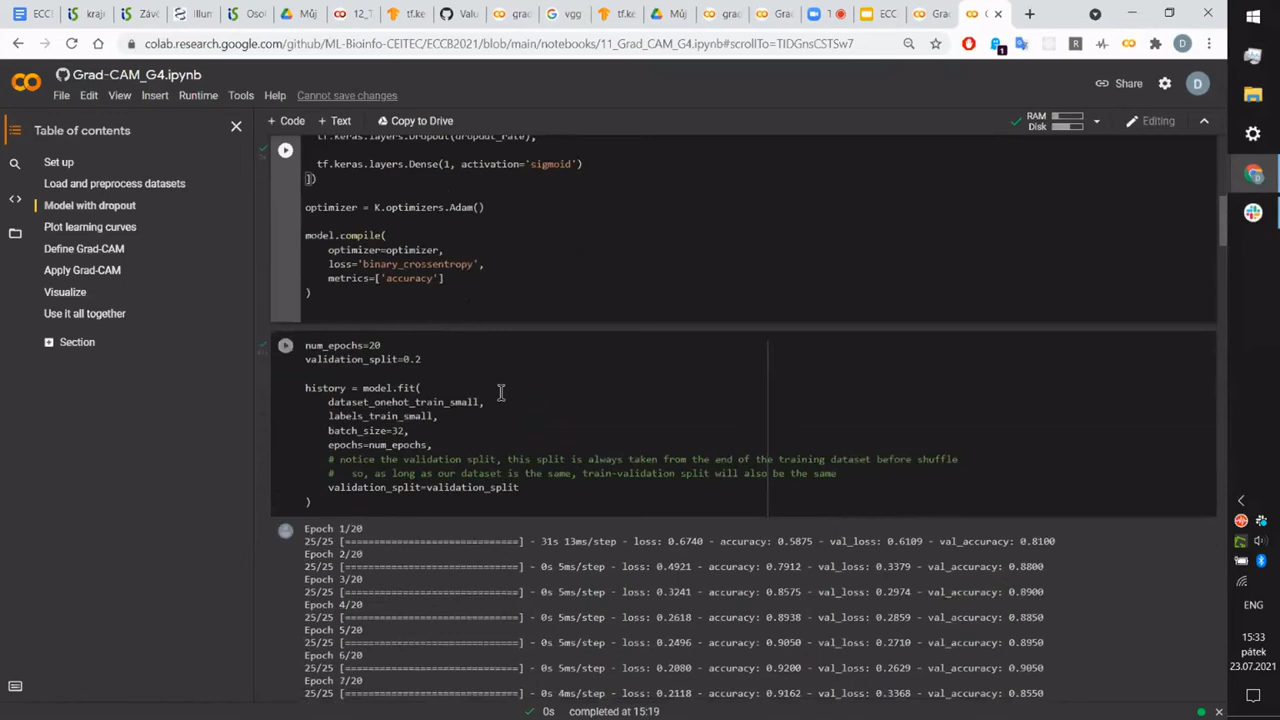 ECC
kraje
Záv
Illum
Oso
Můj
12_T
tf.ke
Valu
grad
vgg
tf.ke
Můj
grad
Gra
Zoo
ECC
Gra
C
colab.research.google.com/github/ML-Bioinfo-CEITEC/ECCB2021/blob/main/notebooks/11_Grad_CAM_G4.ipynb#scrollTo=TIDGnsCSTSw7
Grad-CAM_G4.ipynb
File Edit View Insert Runtime Tools Help Cannot save changes
Share
D
Table of contents
+ Code + Text Copy to Drive
RAM
Disk
Editing
Set up
Load and preprocess datasets
Model with dropout
Plot learning curves
Define Grad-CAM
Apply Grad-CAM
Visualize
Use it all together
Section
tf.keras.layers.Dropout(dropout_rate),
tf.keras.layers.Dense(1, activation='sigmoid')
])
optimizer = K.optimizers.Adam()
model.compile(
optimizer=optimizer,
loss='binary_crossentropy',
metrics=['accuracy']
)
num_epochs=20
validation_split=0.2
history = model.fit(
dataset_onehot_train_small,
labels_train_small,
batch_size=32,
epochs=num_epochs,
# notice the validation split, this split is always taken from the end of the training dataset before shuffle
# so, as long as our dataset is the same, train-validation split will also be the same
validation_split=validation_split
)
Epoch 1/20
25/25 [==============================] - 31s 13ms/step - loss: 0.6740 - accuracy: 0.5875 - val_loss: 0.6109 - val_accuracy: 0.8100
Epoch 2/20
25/25 [==============================] - 0s 5ms/step - loss: 0.4921 - accuracy: 0.7912 - val_loss: 0.3379 - val_accuracy: 0.8800
Epoch 3/20
25/25 [==============================] - 0s 5ms/step - loss: 0.3241 - accuracy: 0.8575 - val_loss: 0.2974 - val_accuracy: 0.8900
Epoch 4/20
25/25 [==============================] - 0s 5ms/step - loss: 0.2618 - accuracy: 0.8938 - val_loss: 0.2859 - val_accuracy: 0.8850
Epoch 5/20
25/25 [==============================] - 0s 5ms/step - loss: 0.2496 - accuracy: 0.9050 - val_loss: 0.2710 - val_accuracy: 0.8950
Epoch 6/20
25/25 [==============================] - 0s 5ms/step - loss: 0.2080 - accuracy: 0.9200 - val_loss: 0.2629 - val_accuracy: 0.9050
Epoch 7/20
25/25 [==============================] - 0s 4ms/step - loss: 0.2118 - accuracy: 0.9162 - val_loss: 0.3368 - val_accuracy: 0.8550
0s completed at 15:19
ENG
15:33
pátek
23.07.2021